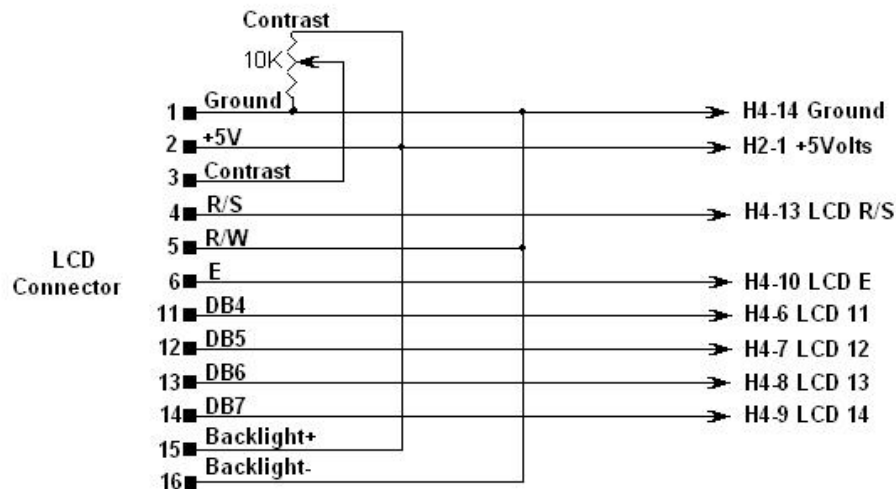 Contrast
10K
1 Ground H4-14 Ground
2 +5V H2-1 +5Volts
3 Contrast
4 R/S H4-13 LCD R/S
5 R/W
LCD
Connector
6 E H4-10 LCD E
11 DB4 H4-6 LCD 11
12 DB5 H4-7 LCD 12
13 DB6 H4-8 LCD 13
14 DB7 H4-9 LCD 14
15 Backlight+
16 Backlight-